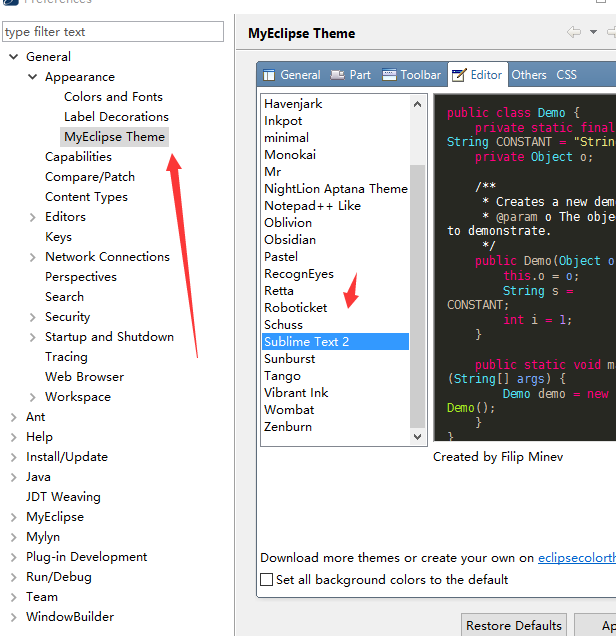 Preferences
type filter text
General
Appearance
Colors and Fonts
Label Decorations
MyEclipse Theme
Capabilities
Compare/Patch
Content Types
Editors
Keys
Network Connections
Perspectives
Search
Security
Startup and Shutdown
Tracing
Web Browser
Workspace
Ant
Help
Install/Update
Java
JDT Weaving
MyEclipse
Mylyn
Plug-in Development
Run/Debug
Team
WindowBuilder
MyEclipse Theme
General Part Toolbar Editor Others CSS
Havenjark
Inkpot
minimal
Monokai
Mr
NightLion Aptana Theme
Notepad++ Like
Oblivion
Obsidian
Pastel
RecognEyes
Retta
Roboticket
Schuss
Sublime Text 2
Sunburst
Tango
Vibrant Ink
Wombat
Zenburn
public class Demo {
private static final
String CONSTANT = "String
private Object o;
/**
* Creates a new dem
* @param o The obje
to demonstrate.
*/
public Demo(Object o
this.o = o;
String s =
CONSTANT;
int i = 1;
}
public static void m
(String[] args) {
Demo demo = new
Demo();
}
}
Created by Filip Minev
Download more themes or create your own on eclipsecolorth
Set all background colors to the default
Restore Defaults
Ap